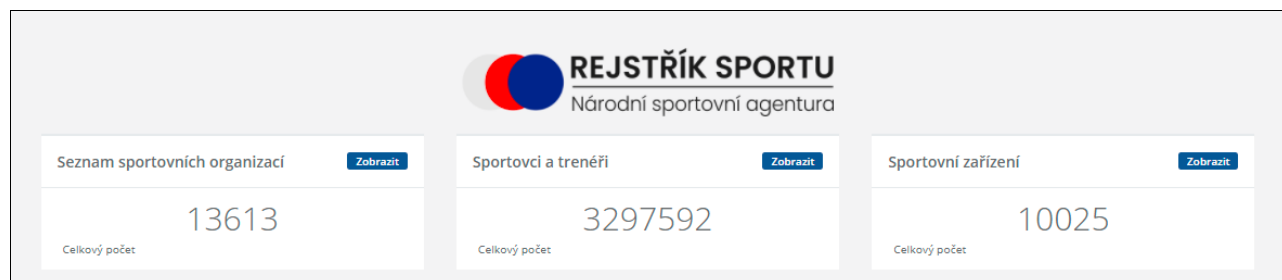 REJSTŘÍK SPORTU
Národní sportovní agentura
Seznam sportovních organizací Zobrazit
13613
Celkový počet
Sportovci a trenéři Zobrazit
3297592
Celkový počet
Sportovní zařízení Zobrazit
10025
Celkový počet